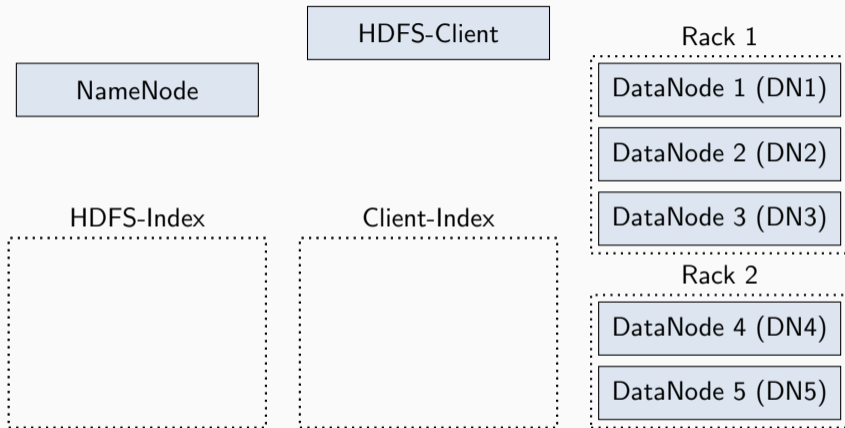 HDFS-Client
NameNode
HDFS-Index
Client-Index
Rack 1
DataNode 1 (DN1)
DataNode 2 (DN2)
DataNode 3 (DN3)
Rack 2
DataNode 4 (DN4)
DataNode 5 (DN5)